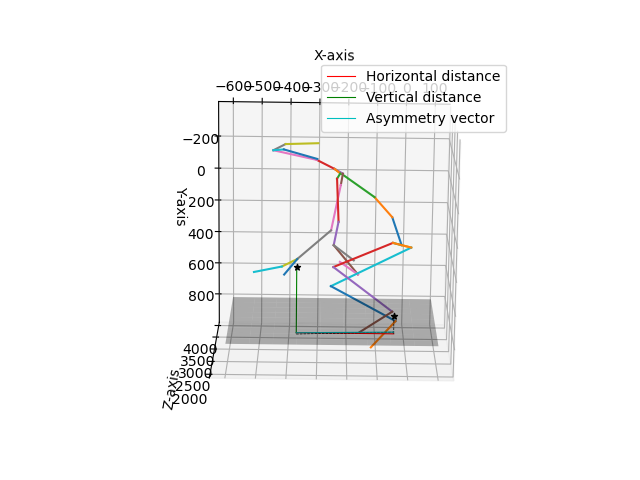 X-axis
−600 −500 −400 −300 −200 −100 0 100
Horizontal distance
Vertical distance
Asymmetry vector
−200
0
200
400
600
800
Y-axis
4000
3500
3000
2500
2000
Z-axis